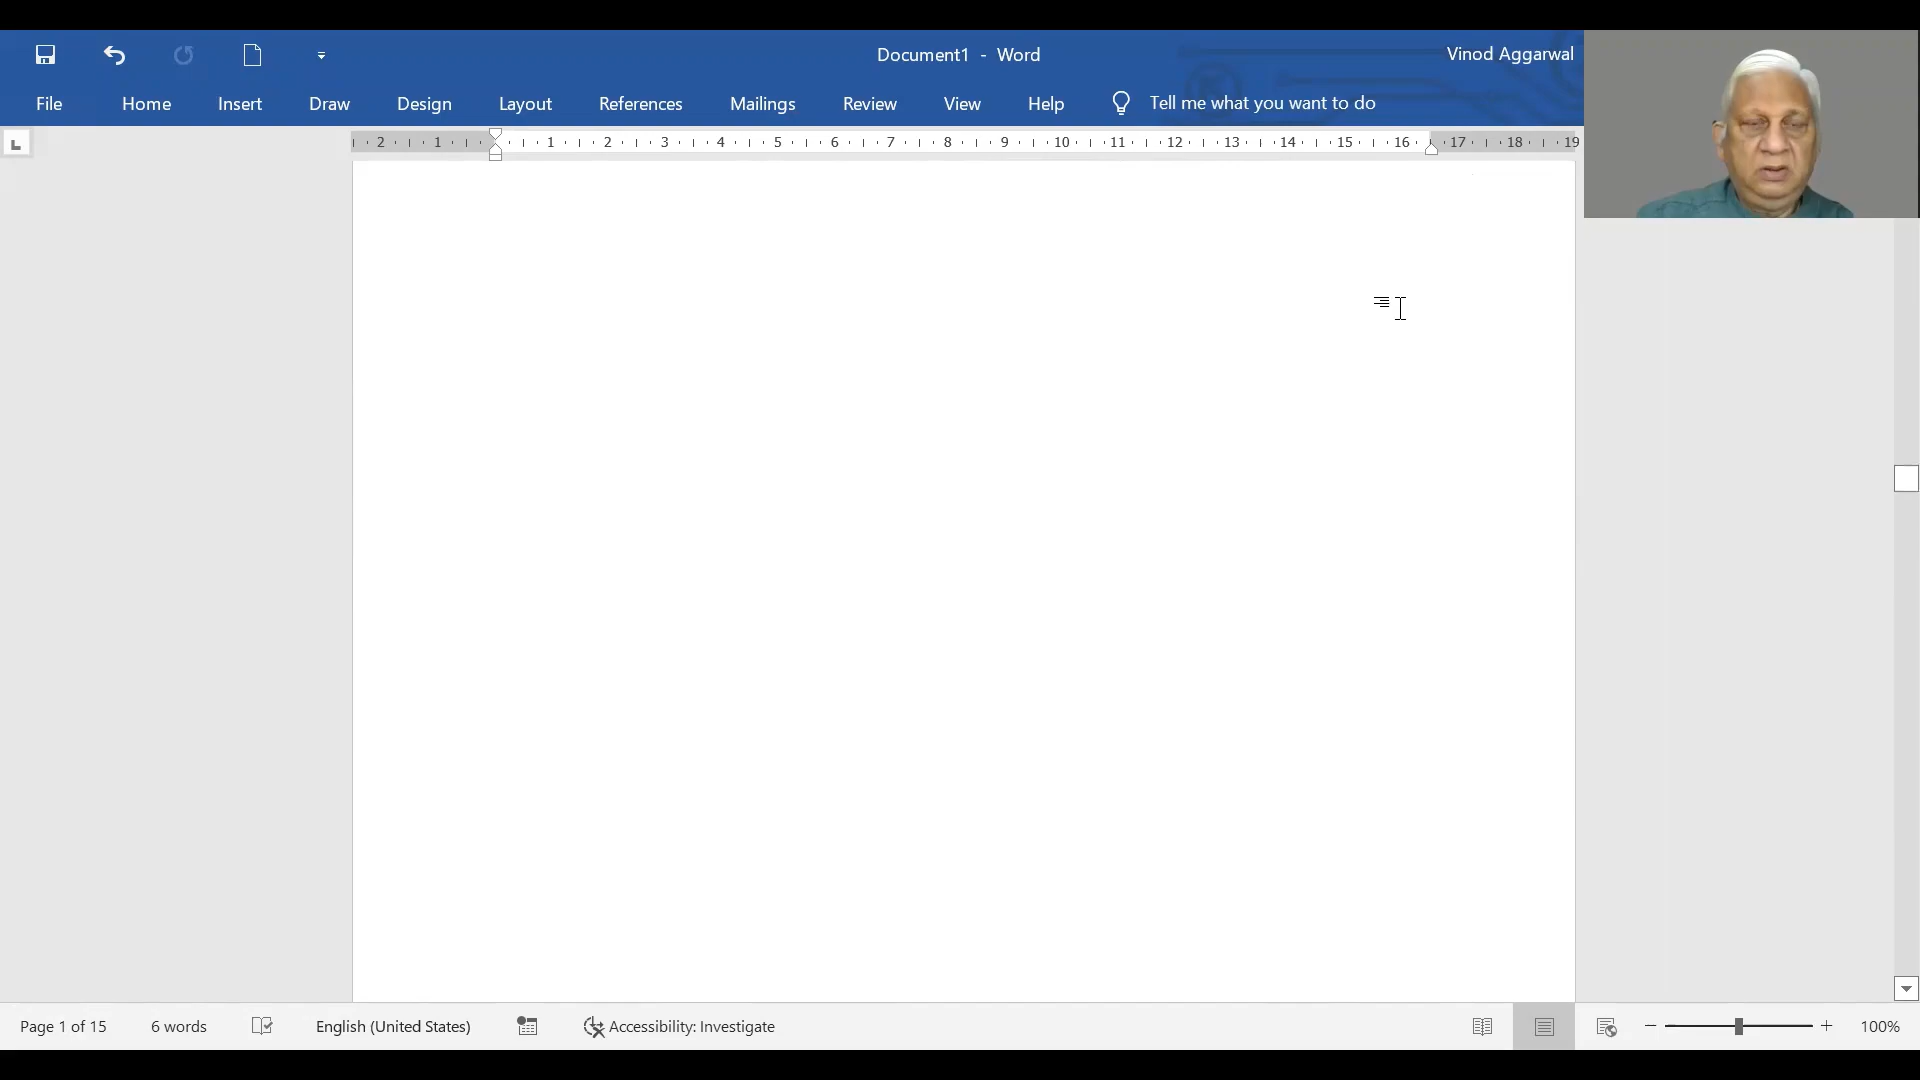 Document1 - Word
Vinod Aggarwal
File Home Insert Draw Design Layout References Mailings Review View Help Tell me what you want to do
2 1 1 2 3 4 5 6 7 8 9 10 11 12 13 14 15 16 17 18 19
Page 1 of 15 6 words English (United States) Accessibility: Investigate 100%